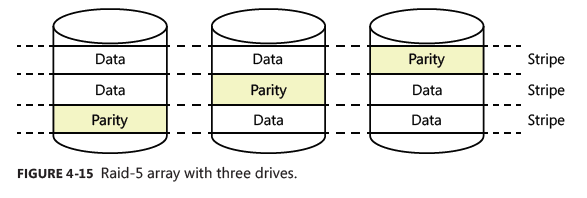 Data Data Parity Stripe
Data Parity Data Stripe
Parity Data Data Stripe
FIGURE 4-15 Raid-5 array with three drives.